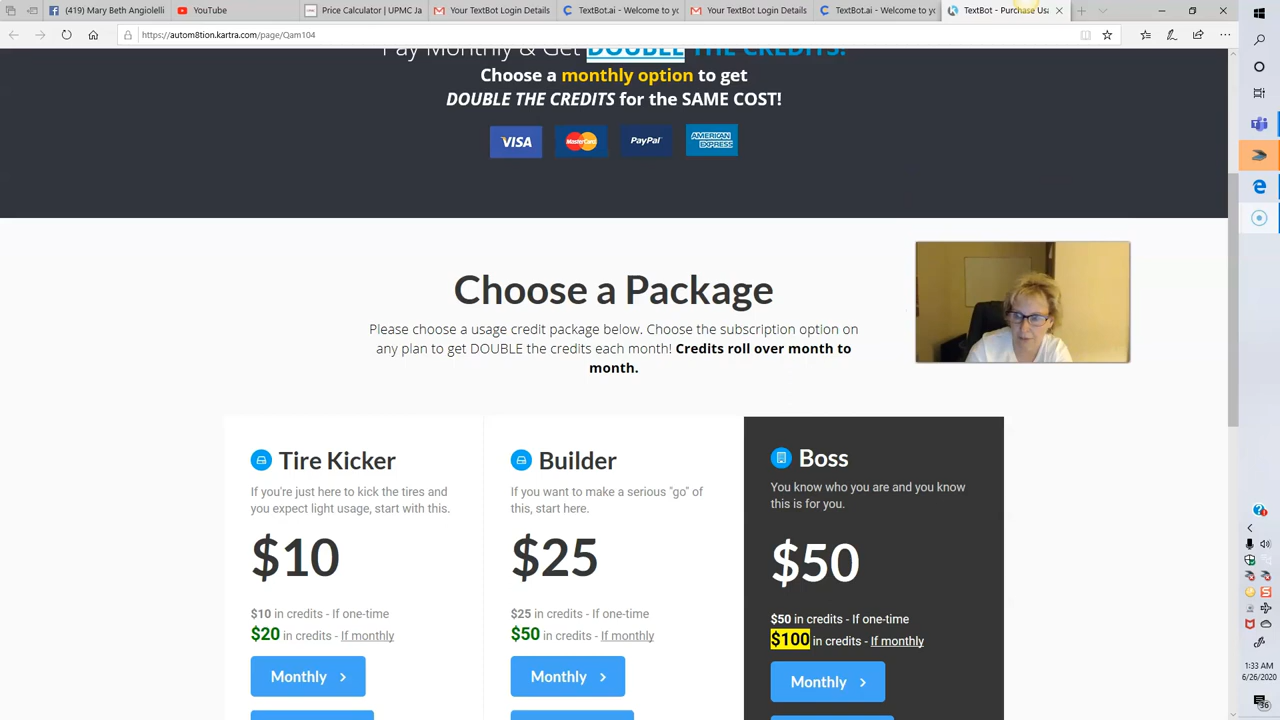 (419) Mary Beth Angiolelli
YouTube
Price Calculator | UPMC Ja
Your TextBot Login Details
TextBot.ai - Welcome to yo
Your TextBot Login Details
TextBot.ai - Welcome to yo
TextBot - Purchase Usa
https://autom8tion.kartra.com/page/Qam104
Pay Monthly & Get DOUBLE THE CREDITS!
Choose a monthly option to get
DOUBLE THE CREDITS for the SAME COST!
VISA MasterCard PayPal AMERICAN EXPRESS
Choose a Package
Please choose a usage credit package below. Choose the subscription option on
any plan to get DOUBLE the credits each month! Credits roll over month to
month.
Tire Kicker
If you're just here to kick the tires and
you expect light usage, start with this.
$10
$10 in credits - If one-time
$20 in credits - If monthly
Monthly
Builder
If you want to make a serious "go" of
this, start here.
$25
$25 in credits - If one-time
$50 in credits - If monthly
Monthly
Boss
You know who you are and you know
this is for you.
$50
$50 in credits - If one-time
$100 in credits - If monthly
Monthly
1:33 AM
6/26/2020